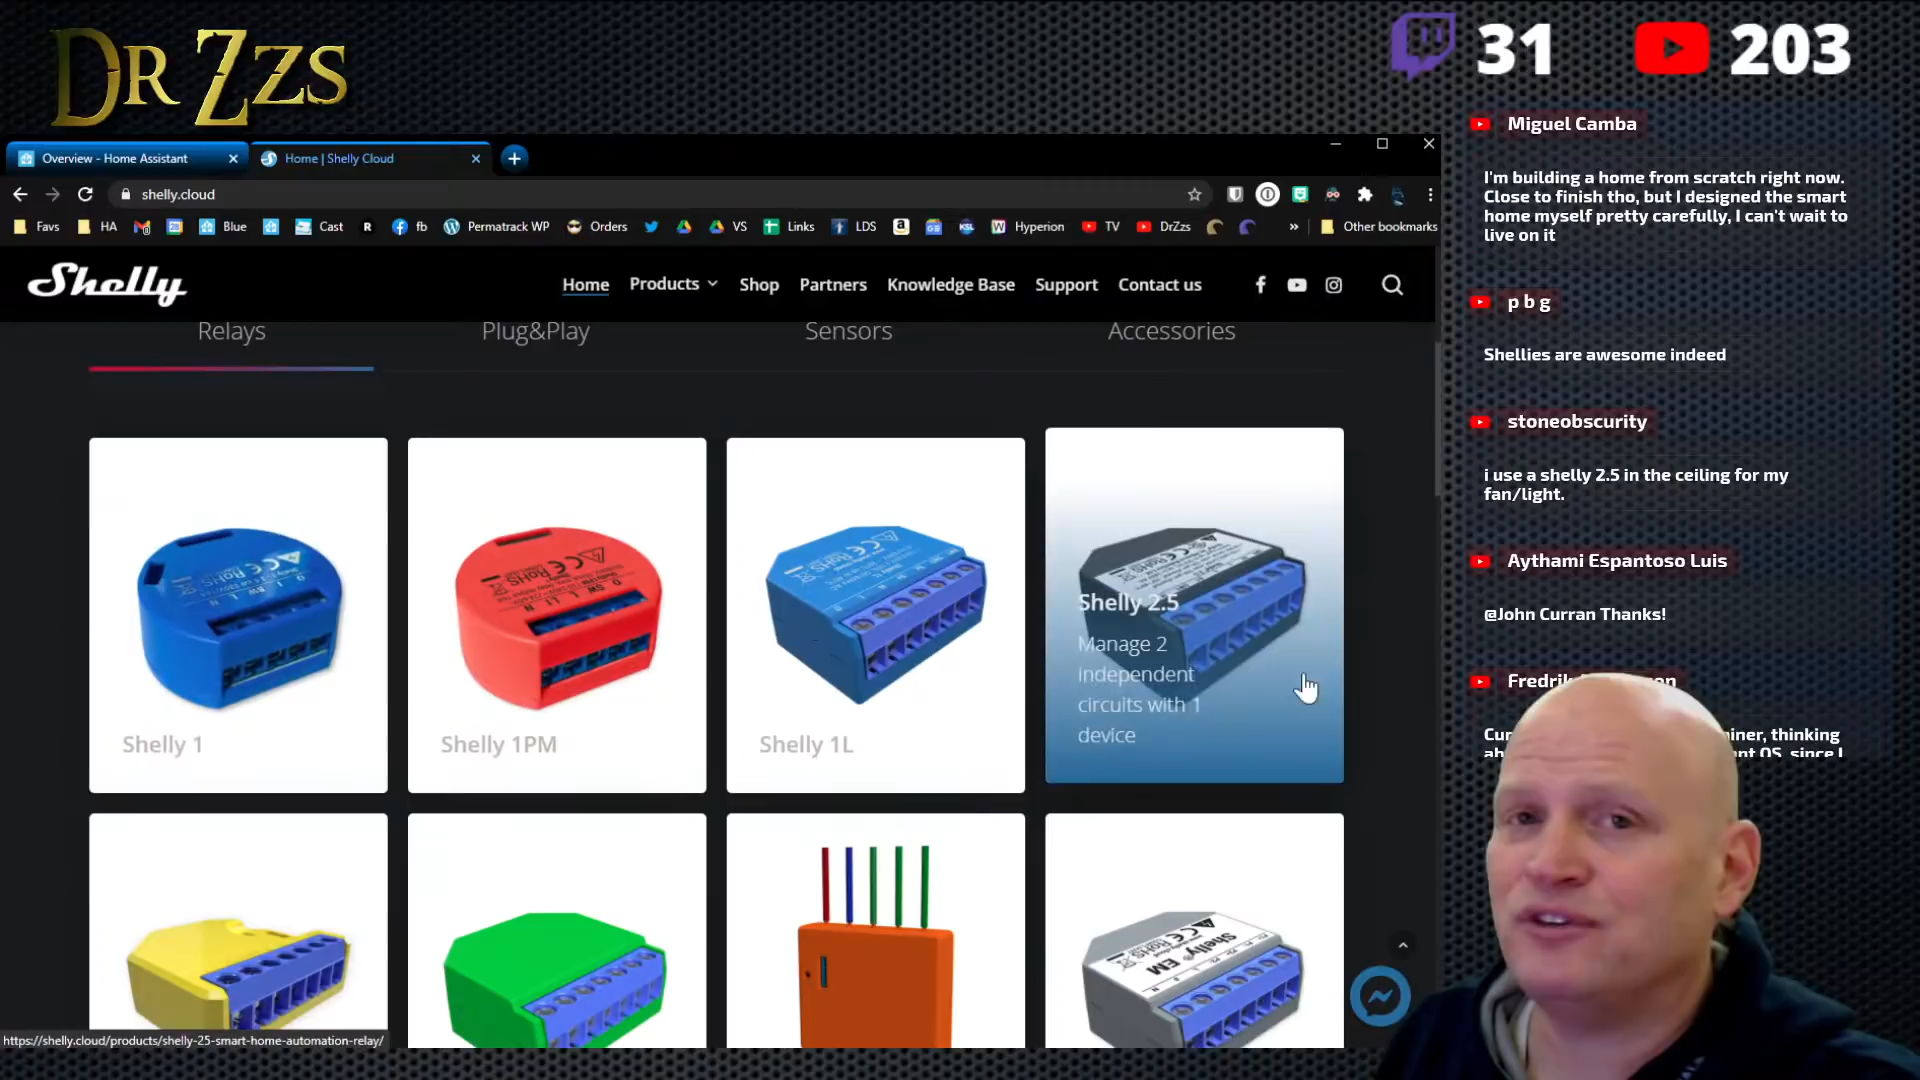 DR ZZS
31
203
Overview - Home Assistant
Home | Shelly Cloud
shelly.cloud
Favs
HA
Blue
Cast
R
fb
Permatrack WP
Orders
VS
Links
LDS
Hyperion
TV
DrZzs
»
Other bookmarks
Shelly
Home
Products
Shop
Partners
Knowledge Base
Support
Contact us
Relays
Plug&Play
Sensors
Accessories
Shelly 1
Shelly 1PM
Shelly 1L
Shelly 2.5
Manage 2
independent
circuits with 1
device
Shelly EM
https://shelly.cloud/products/shelly-25-smart-home-automation-relay/
Miguel Camba
I'm building a home from scratch right now.
Close to finish tho, but I designed the smart
home myself pretty carefully, I can't wait to
live on it
p b g
Shellies are awesome indeed
stoneobscurity
i use a shelly 2.5 in the ceiling for my
fan/light.
Aythami Espantoso Luis
@John Curran Thanks!
thinking
OS, since I